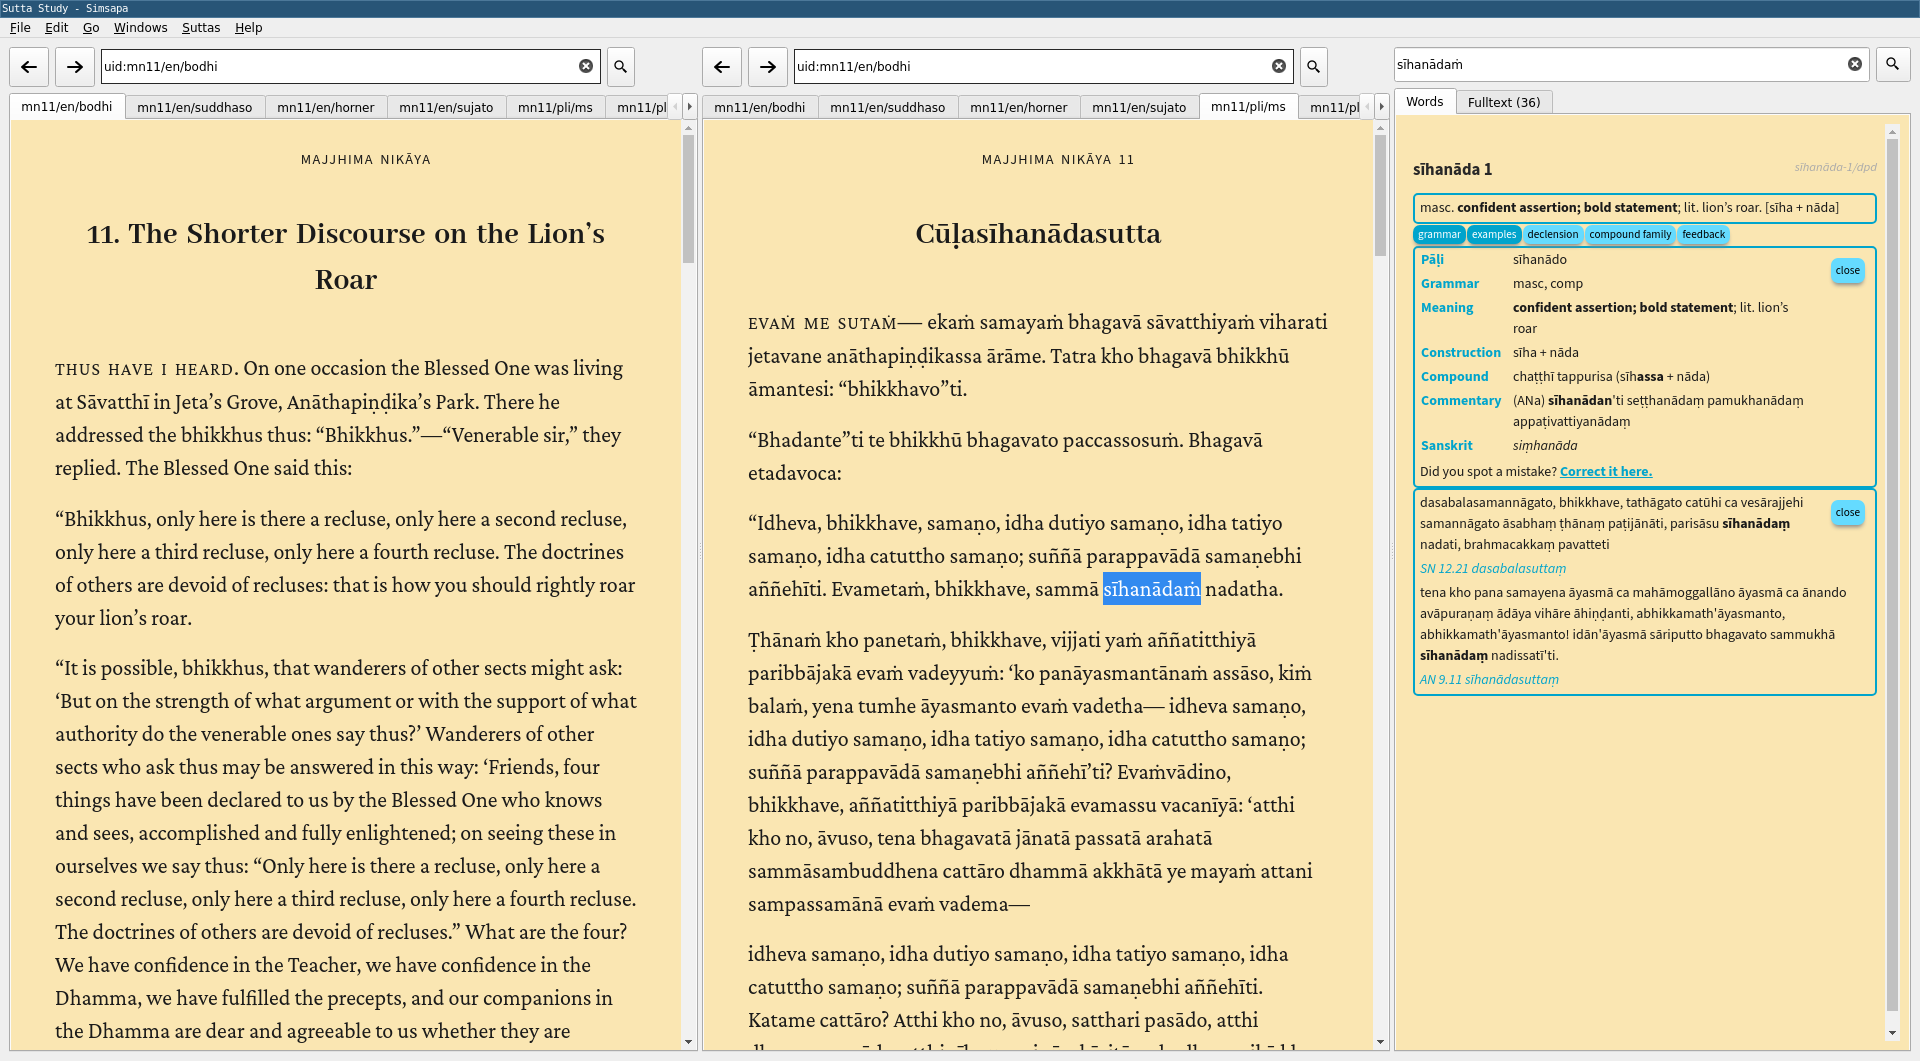 Sutta Study - Simsapa
File Edit Go Windows Suttas Help
uid:mn11/en/bodhi
mn11/en/bodhi mn11/en/suddhaso mn11/en/horner mn11/en/sujato mn11/pli/ms mn11/pl
MAJJHIMA NIKĀYA
11. The Shorter Discourse on the Lion’s
Roar
THUS HAVE I HEARD. On one occasion the Blessed One was living
at Sāvatthī in Jeta’s Grove, Anāthapiṇḍika’s Park. There he
addressed the bhikkhus thus: “Bhikkhus.”—“Venerable sir,” they
replied. The Blessed One said this:
“Bhikkhus, only here is there a recluse, only here a second recluse,
only here a third recluse, only here a fourth recluse. The doctrines
of others are devoid of recluses: that is how you should rightly roar
your lion’s roar.
“It is possible, bhikkhus, that wanderers of other sects might ask:
‘But on the strength of what argument or with the support of what
authority do the venerable ones say thus?’ Wanderers of other
sects who ask thus may be answered in this way: ‘Friends, four
things have been declared to us by the Blessed One who knows
and sees, accomplished and fully enlightened; on seeing these in
ourselves we say thus: “Only here is there a recluse, only here a
second recluse, only here a third recluse, only here a fourth recluse.
The doctrines of others are devoid of recluses.” What are the four?
We have confidence in the Teacher, we have confidence in the
Dhamma, we have fulfilled the precepts, and our companions in
the Dhamma are dear and agreeable to us whether they are
uid:mn11/en/bodhi
mn11/en/bodhi mn11/en/suddhaso mn11/en/horner mn11/en/sujato mn11/pli/ms mn11/pl
MAJJHIMA NIKĀYA 11
Cūḷasīhanādasutta
EVAṀ ME SUTAṀ— ekaṁ samayaṁ bhagavā sāvatthiyaṁ viharati
jetavane anāthapiṇḍikassa ārāme. Tatra kho bhagavā bhikkhū
āmantesi: “bhikkhavo”ti.
“Bhadante”ti te bhikkhū bhagavato paccassosuṁ. Bhagavā
etadavoca:
“Idheva, bhikkhave, samaṇo, idha dutiyo samaṇo, idha tatiyo
samaṇo, idha catuttho samaṇo; suññā parappavādā samaṇebhi
aññehīti. Evametaṁ, bhikkhave, sammā sīhanādaṁ nadatha.
Ṭhānaṁ kho panetaṁ, bhikkhave, vijjati yaṁ aññatitthiyā
paribbājakā evaṁ vadeyyuṁ: ‘ko panāyasmantānaṁ assāso, kiṁ
balaṁ, yena tumhe āyasmanto evaṁ vadetha— idheva samaṇo,
idha dutiyo samaṇo, idha tatiyo samaṇo, idha catuttho samaṇo;
suññā parappavādā samaṇebhi aññehī’ti? Evaṁvādino,
bhikkhave, aññatitthiyā paribbājakā evamassu vacanīyā: ‘atthi
kho no, āvuso, tena bhagavatā jānatā passatā arahatā
sammāsambuddhena cattāro dhammā akkhātā ye mayaṁ attani
sampassamānā evaṁ vadema—
idheva samaṇo, idha dutiyo samaṇo, idha tatiyo samaṇo, idha
catuttho samaṇo; suññā parappavādā samaṇebhi aññehīti.
Katame cattāro? Atthi kho no, āvuso, satthari pasādo, atthi
sīhanādaṁ
Words Fulltext (36)
sīhanāda 1 sīhanāda-1/dpd
masc. confident assertion; bold statement; lit. lion’s roar. [sīha + nāda]
grammar examples declension compound family feedback
close
Pāḷi sīhanādo
Grammar masc, comp
Meaning confident assertion; bold statement; lit. lion’s
roar
Construction sīha + nāda
Compound chaṭṭhī tappurisa (sīhassa + nāda)
Commentary (ANa) sīhanādan'ti seṭṭhanādaṃ pamukhanādaṃ
appaṭivattiyanādaṃ
Sanskrit siṃhanāda
Did you spot a mistake? Correct it here.
close
dasabalasamannāgato, bhikkhave, tathāgato catūhi ca vesārajjehi
samannāgato āsabhaṃ ṭhānaṃ paṭijānāti, parisāsu sīhanādaṃ
nadati, brahmacakkaṃ pavatteti
SN 12.21 dasabalasuttaṃ
tena kho pana samayena āyasmā ca mahāmoggallāno āyasmā ca ānando
avāpuraṇaṃ ādāya vihāre āhiṇḍanti, abhikkamath'āyasmanto,
abhikkamath'āyasmanto! idān'āyasmā sāriputto bhagavato sammukhā
sīhanādaṃ nadissatī'ti.
AN 9.11 sīhanādasuttaṃ